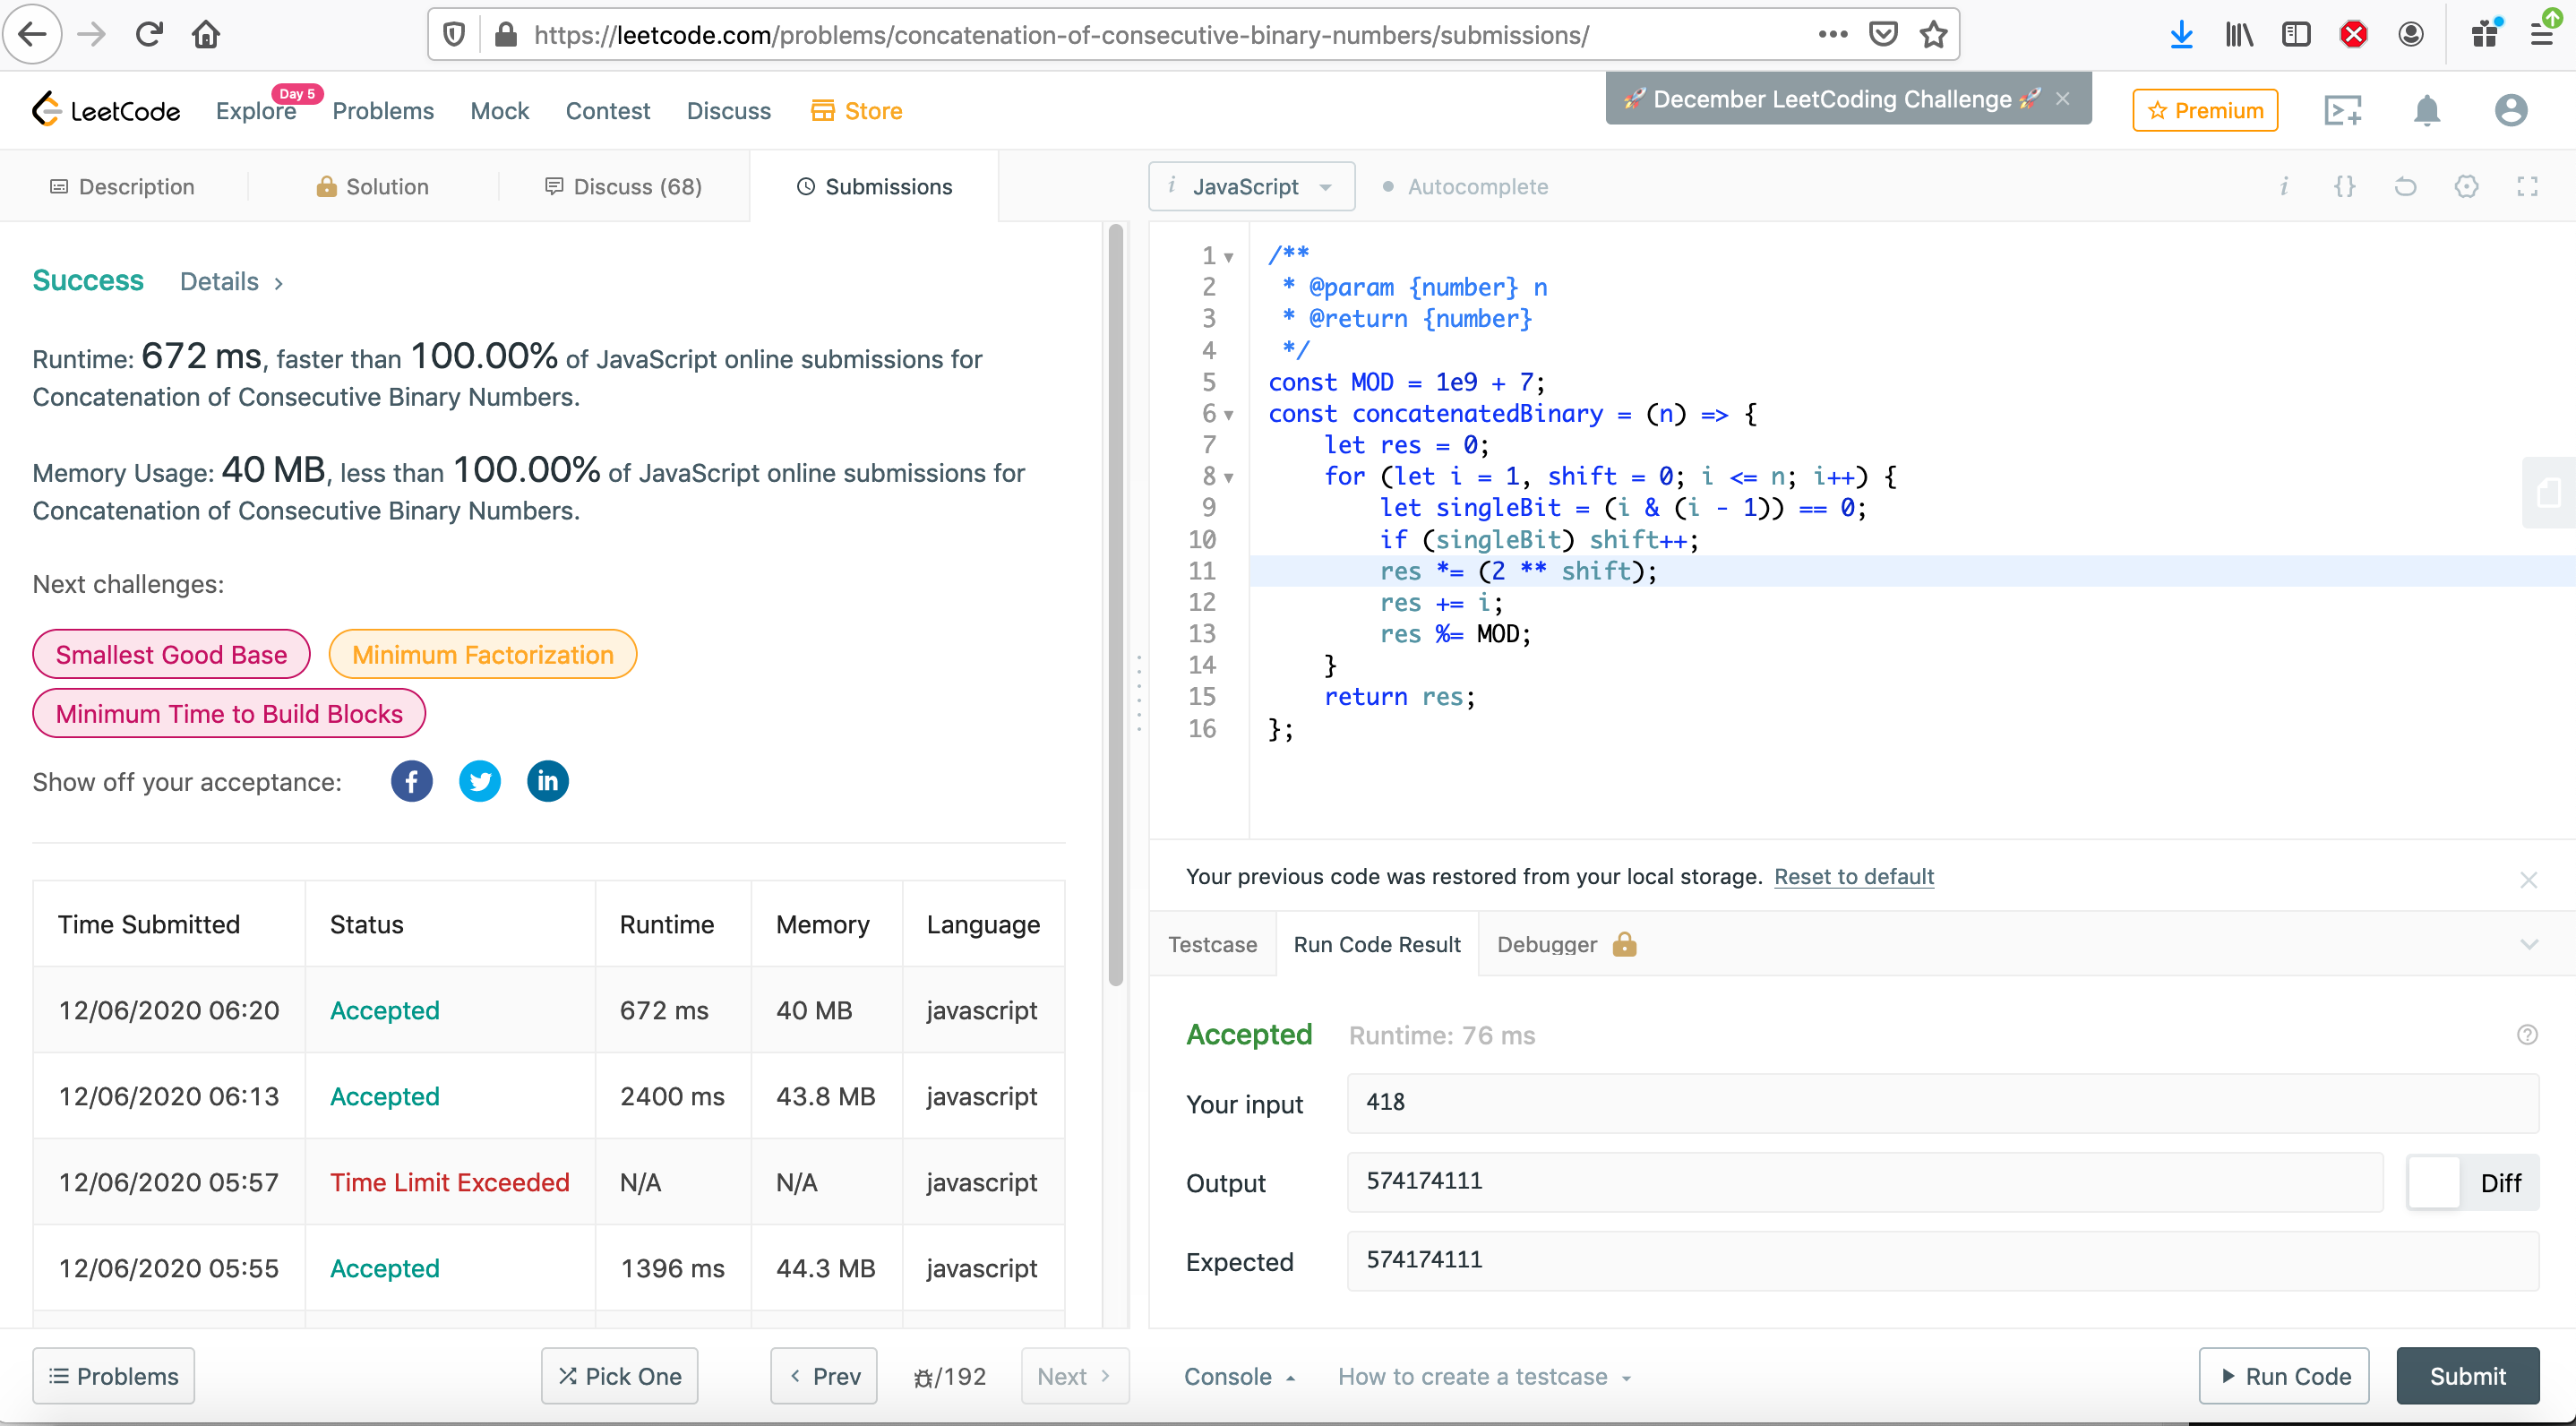 https://leetcode.com/problems/concatenation-of-consecutive-binary-numbers/submissions/
LeetCode
Explore
Day 5
Problems
Mock
Contest
Discuss
Store
🚀 December LeetCoding Challenge 🚀 ×
Premium
Description
Solution
Discuss (68)
Submissions
Success
Details >
Runtime: 672 ms, faster than 100.00% of JavaScript online submissions for
Concatenation of Consecutive Binary Numbers.
Memory Usage: 40 MB, less than 100.00% of JavaScript online submissions for
Concatenation of Consecutive Binary Numbers.
Next challenges:
Smallest Good Base
Minimum Factorization
Minimum Time to Build Blocks
Show off your acceptance:
Time Submitted Status Runtime Memory Language
12/06/2020 06:20 Accepted 672 ms 40 MB javascript
12/06/2020 06:13 Accepted 2400 ms 43.8 MB javascript
12/06/2020 05:57 Time Limit Exceeded N/A N/A javascript
12/06/2020 05:55 Accepted 1396 ms 44.3 MB javascript
Problems
Pick One
< Prev
/192
Next >
i JavaScript
Autocomplete
i {}
1 /**
2  * @param {number} n
3  * @return {number}
4  */
5 const MOD = 1e9 + 7;
6 const concatenatedBinary = (n) => {
7     let res = 0;
8     for (let i = 1, shift = 0; i <= n; i++) {
9         let singleBit = (i & (i - 1)) == 0;
10         if (singleBit) shift++;
11         res *= (2 ** shift);
12         res += i;
13         res %= MOD;
14     }
15     return res;
16 };
Your previous code was restored from your local storage. Reset to default
Testcase
Run Code Result
Debugger
Accepted
Runtime: 76 ms
Your input
418
Output
574174111
Diff
Expected
574174111
Console
How to create a testcase
Run Code
Submit